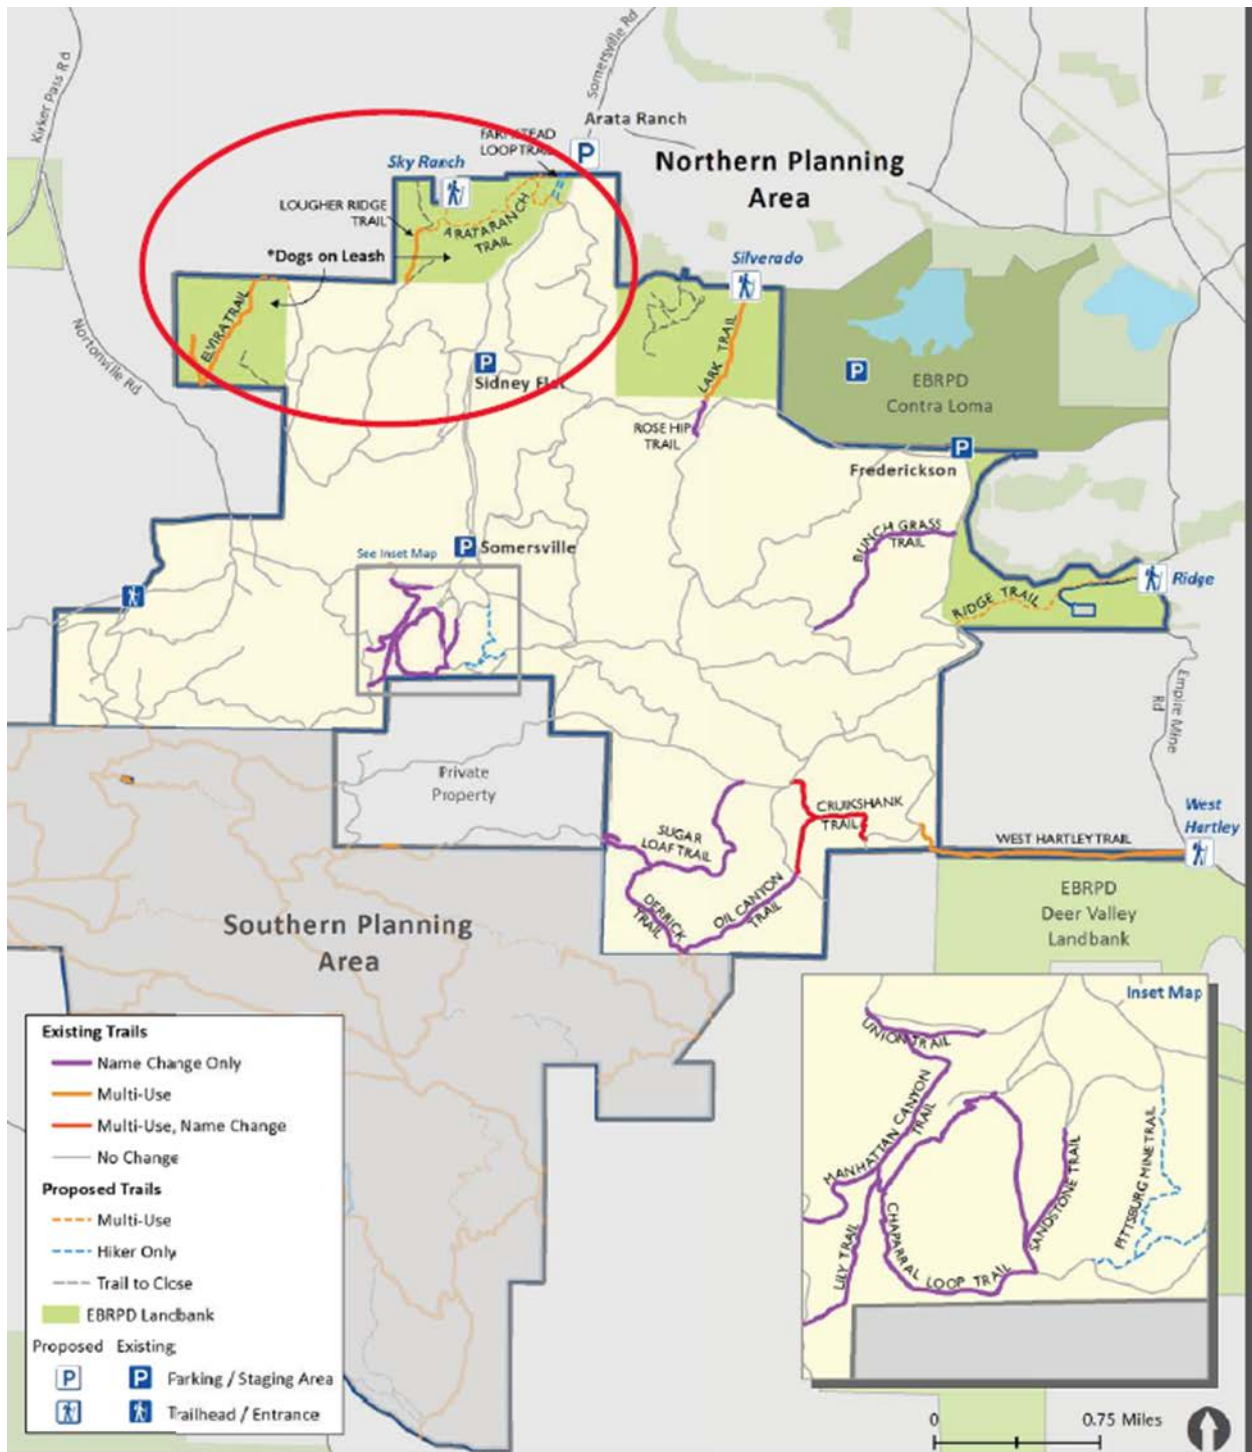 Kirker Pass Rd
Somersville Rd
Arata Ranch
FARMSTEAD
LOOP TRAIL
Sky Ranch
Northern Planning
Area
LOUGHER RIDGE
TRAIL
ARATA RANCH
TRAIL
*Dogs on Leash
Silverado
ELVIRA TRAIL
Nortonville Rd
LARK TRAIL
Sidney Flat
EBRPD
Contra Loma
ROSE HIP
TRAIL
Frederickson
BUNCH GRASS
TRAIL
See Inset Map
Somersville
Ridge
RIDGE TRAIL
Empire Mine
Rd
Private
Property
CRUIKSHANK
TRAIL
West
Hartley
SUGAR
LOAF TRAIL
WEST HARTLEY TRAIL
DERRICK
TRAIL
OIL CANYON
TRAIL
EBRPD
Deer Valley
Landbank
Southern Planning
Area
Inset Map
UNION TRAIL
MANHATTAN CANYON
TRAIL
PITTSBURG MINE TRAIL
SANDSTONE TRAIL
CHAPARRAL LOOP TRAIL
LILY TRAIL
Existing Trails
Name Change Only
Multi-Use
Multi-Use, Name Change
No Change
Proposed Trails
Multi-Use
Hiker Only
Trail to Close
EBRPD Landbank
Proposed Existing
P P Parking / Staging Area
Trailhead / Entrance
0 0.75 Miles